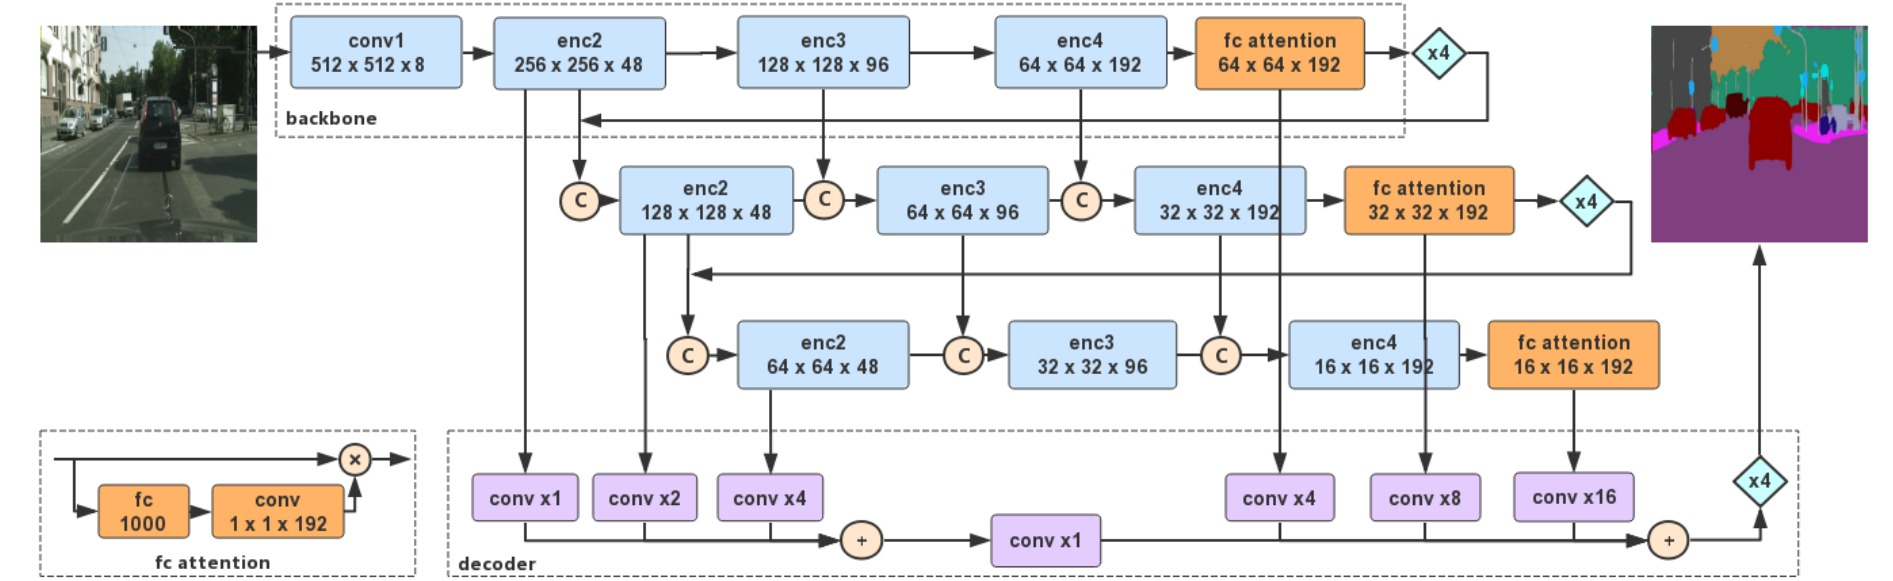 conv1
512 x 512 x 8
enc2
256 x 256 x 48
enc3
128 x 128 x 96
enc4
64 x 64 x 192
fc attention
64 x 64 x 192
x4
backbone
C
enc2
128 x 128 x 48
C
enc3
64 x 64 x 96
C
enc4
32 x 32 x 192
fc attention
32 x 32 x 192
x4
C
enc2
64 x 64 x 48
C
enc3
32 x 32 x 96
C
enc4
16 x 16 x 192
fc attention
16 x 16 x 192
×
fc
1000
conv
1 x 1 x 192
fc attention
conv x1
conv x2
conv x4
conv x4
conv x8
conv x16
x4
+
conv x1
+
decoder